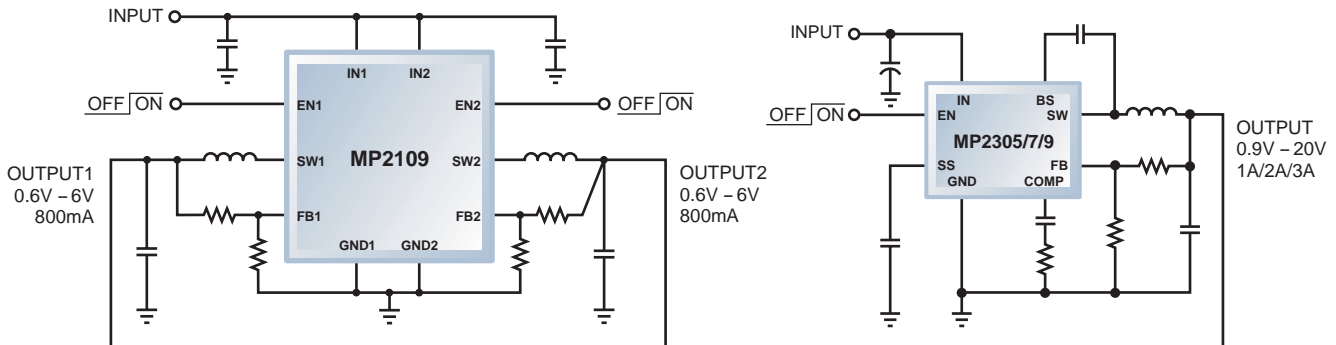 INPUT
IN1
IN2
OFF ON
EN1
EN2
OFF ON
MP2109
SW1
SW2
OUTPUT1
0.6V – 6V
800mA
OUTPUT2
0.6V – 6V
800mA
FB1
FB2
GND1
GND2
INPUT
IN
BS
OFF ON
EN
SW
MP2305/7/9
SS
FB
GND
COMP
OUTPUT
0.9V – 20V
1A/2A/3A